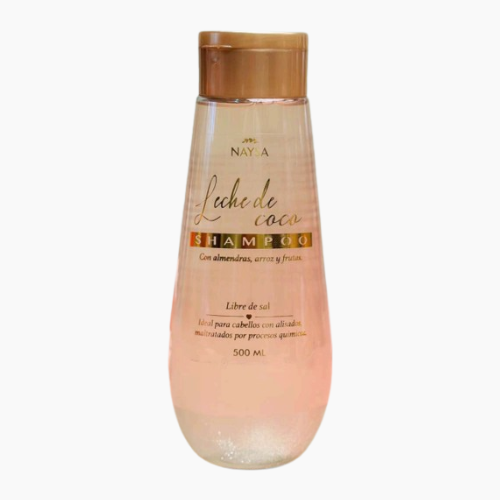 NAYSA
Leche de
coco
SHAMPOO
Con almendras, arroz y frutas.
Libre de sal
Ideal para cabellos con alisados,
maltratados por procesos químicos.
500 ML